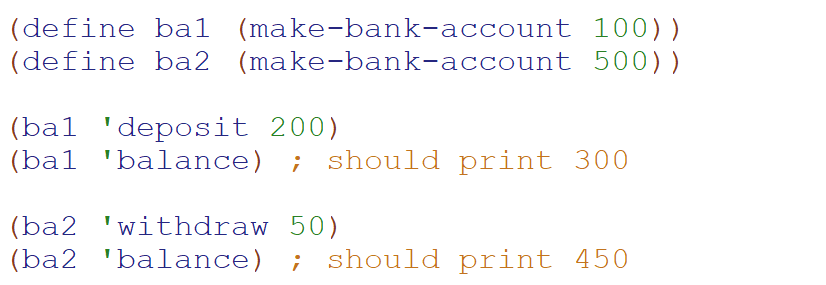 (define ba1 (make-bank-account 100))
(define ba2 (make-bank-account 500))
(ba1 'deposit 200)
(ba1 'balance) ; should print 300
(ba2 'withdraw 50)
(ba2 'balance) ; should print 450